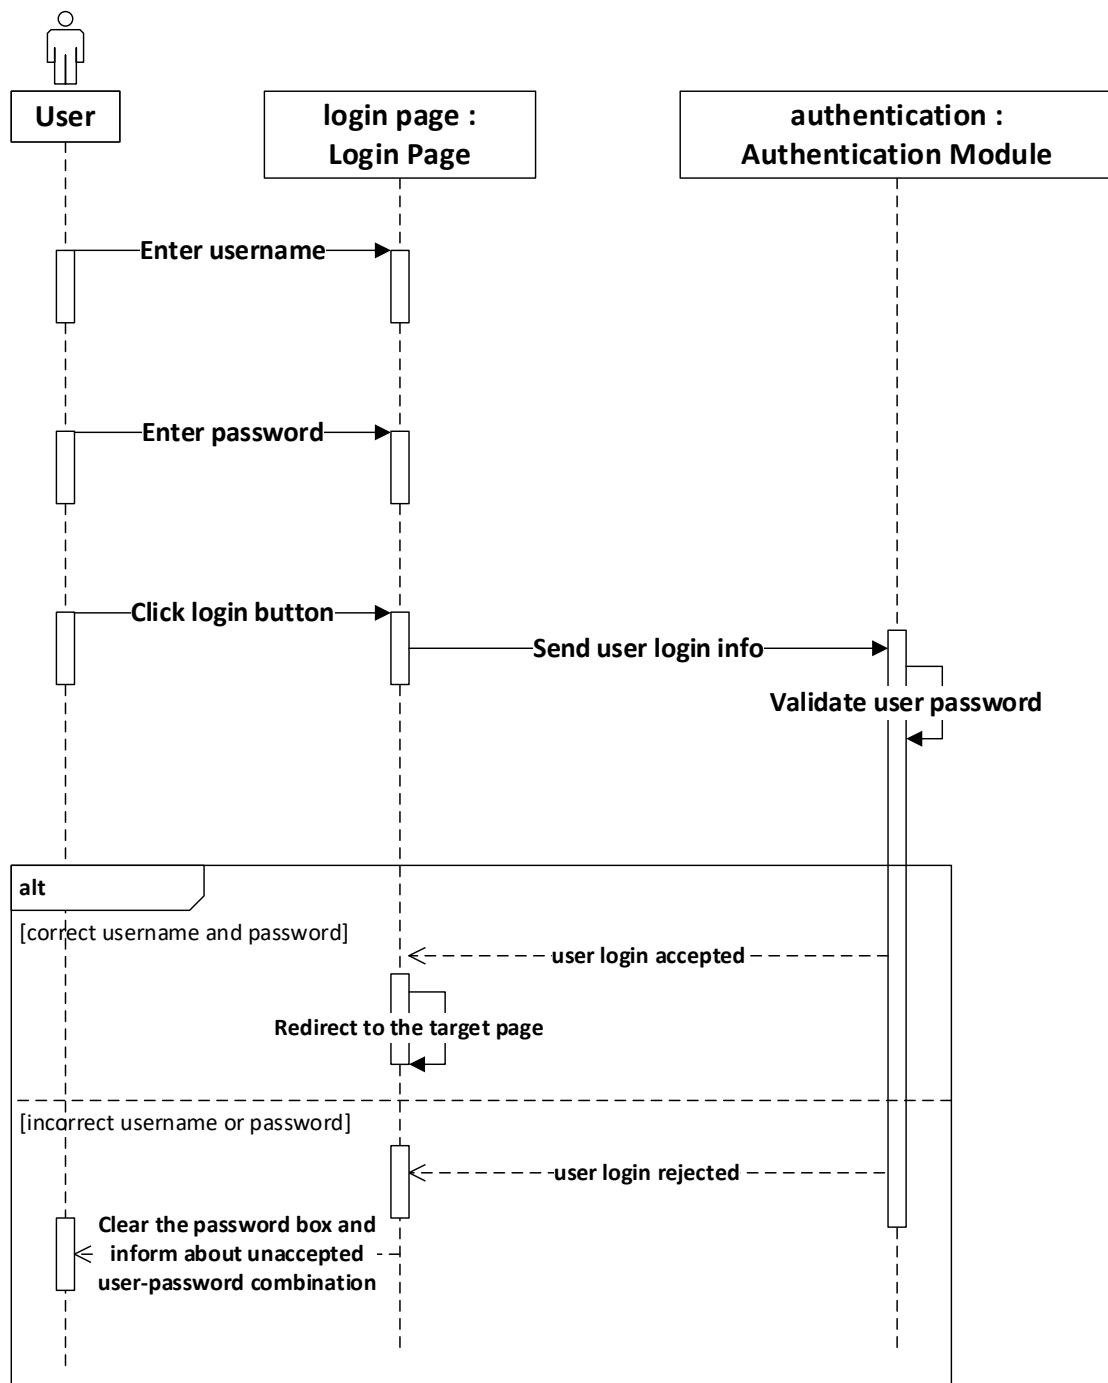 User
login page :
Login Page
authentication :
Authentication Module
Enter username
Enter password
Click login button
Send user login info
Validate user password
alt
[correct username and password]
user login accepted
Redirect to the target page
[incorrect username or password]
user login rejected
Clear the password box and
inform about unaccepted
user-password combination